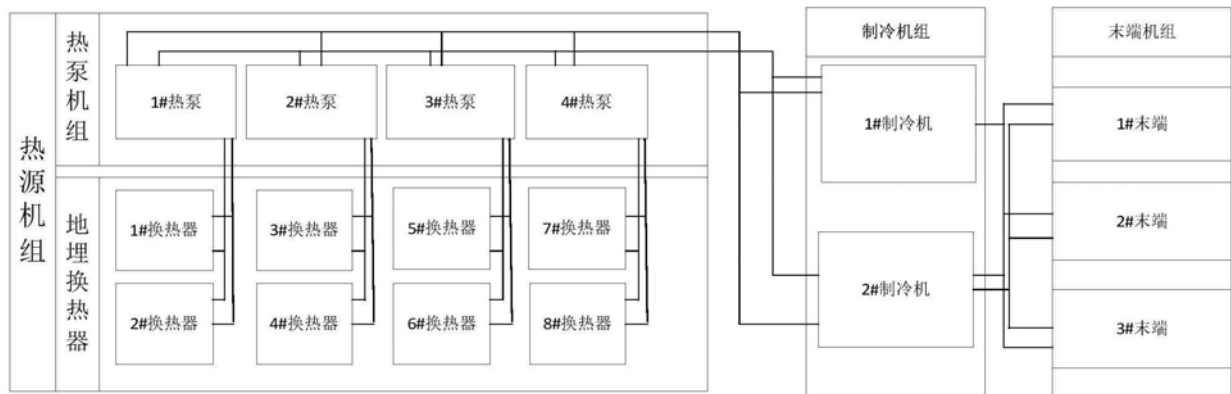 热源机组
热泵机组
1#热泵
2#热泵
3#热泵
4#热泵
地埋换热器
1#换热器
3#换热器
5#换热器
7#换热器
2#换热器
4#换热器
6#换热器
8#换热器
制冷机组
1#制冷机
2#制冷机
末端机组
1#末端
2#末端
3#末端